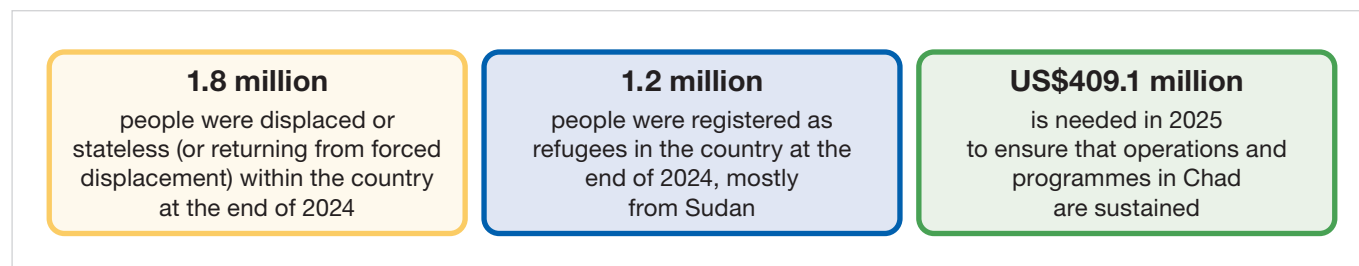 1.8 million
people were displaced or
stateless (or returning from forced
displacement) within the country
at the end of 2024
1.2 million
people were registered as
refugees in the country at the
end of 2024, mostly
from Sudan
US$409.1 million
is needed in 2025
to ensure that operations and
programmes in Chad
are sustained